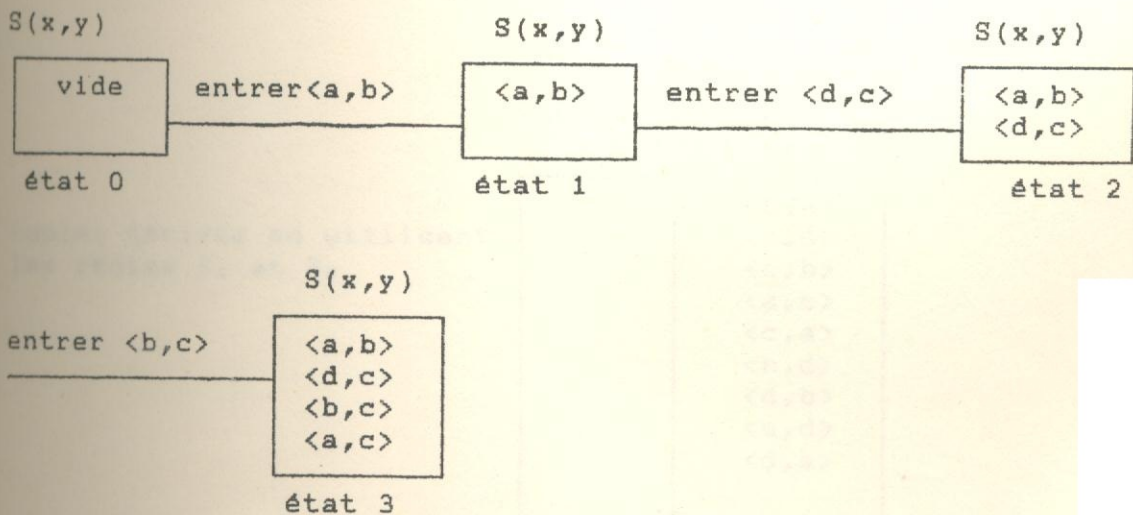 S(x,y) S(x,y) S(x,y)
vide entrer<a,b> <a,b> entrer <d,c> <a,b>
<d,c>
état 0 état 1 état 2
S(x,y)
entrer <b,c> <a,b>
<d,c>
<b,c>
<a,c>
état 3